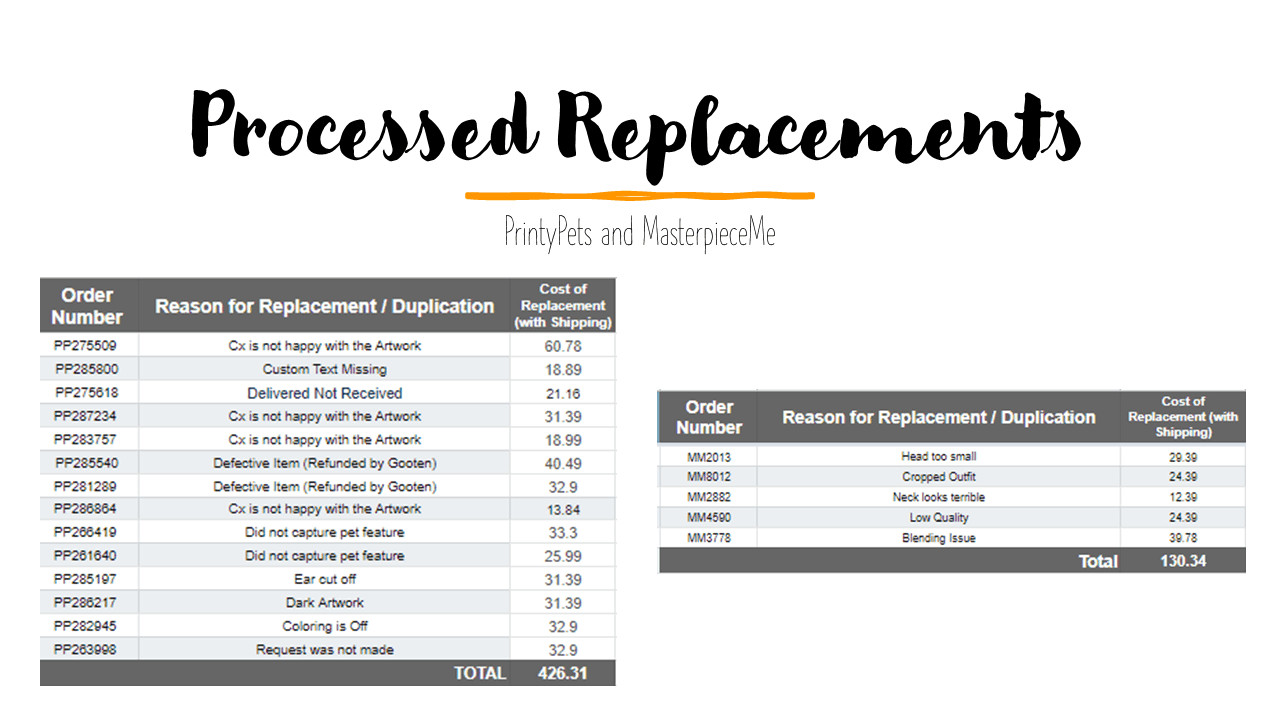 Processed Replacements
PrintyPets and MasterpieceMe
Order Number Reason for Replacement / Duplication Cost of Replacement (with Shipping)
PP275509 Cx is not happy with the Artwork 60.78
PP285800 Custom Text Missing 18.89
PP275618 Delivered Not Received 21.16
PP287234 Cx is not happy with the Artwork 31.39
PP283757 Cx is not happy with the Artwork 18.99
PP285540 Defective Item (Refunded by Gooten) 40.49
PP281289 Defective Item (Refunded by Gooten) 32.9
PP286864 Cx is not happy with the Artwork 13.84
PP266419 Did not capture pet feature 33.3
PP261640 Did not capture pet feature 25.99
PP285197 Ear cut off 31.39
PP286217 Dark Artwork 31.39
PP282945 Coloring is Off 32.9
PP263998 Request was not made 32.9
TOTAL 426.31
Order Number Reason for Replacement / Duplication Cost of Replacement (with Shipping)
MM2013 Head too small 29.39
MM8012 Cropped Outfit 24.39
MM2882 Neck looks terrible 12.39
MM4590 Low Quality 24.39
MM3778 Blending Issue 39.78
Total 130.34